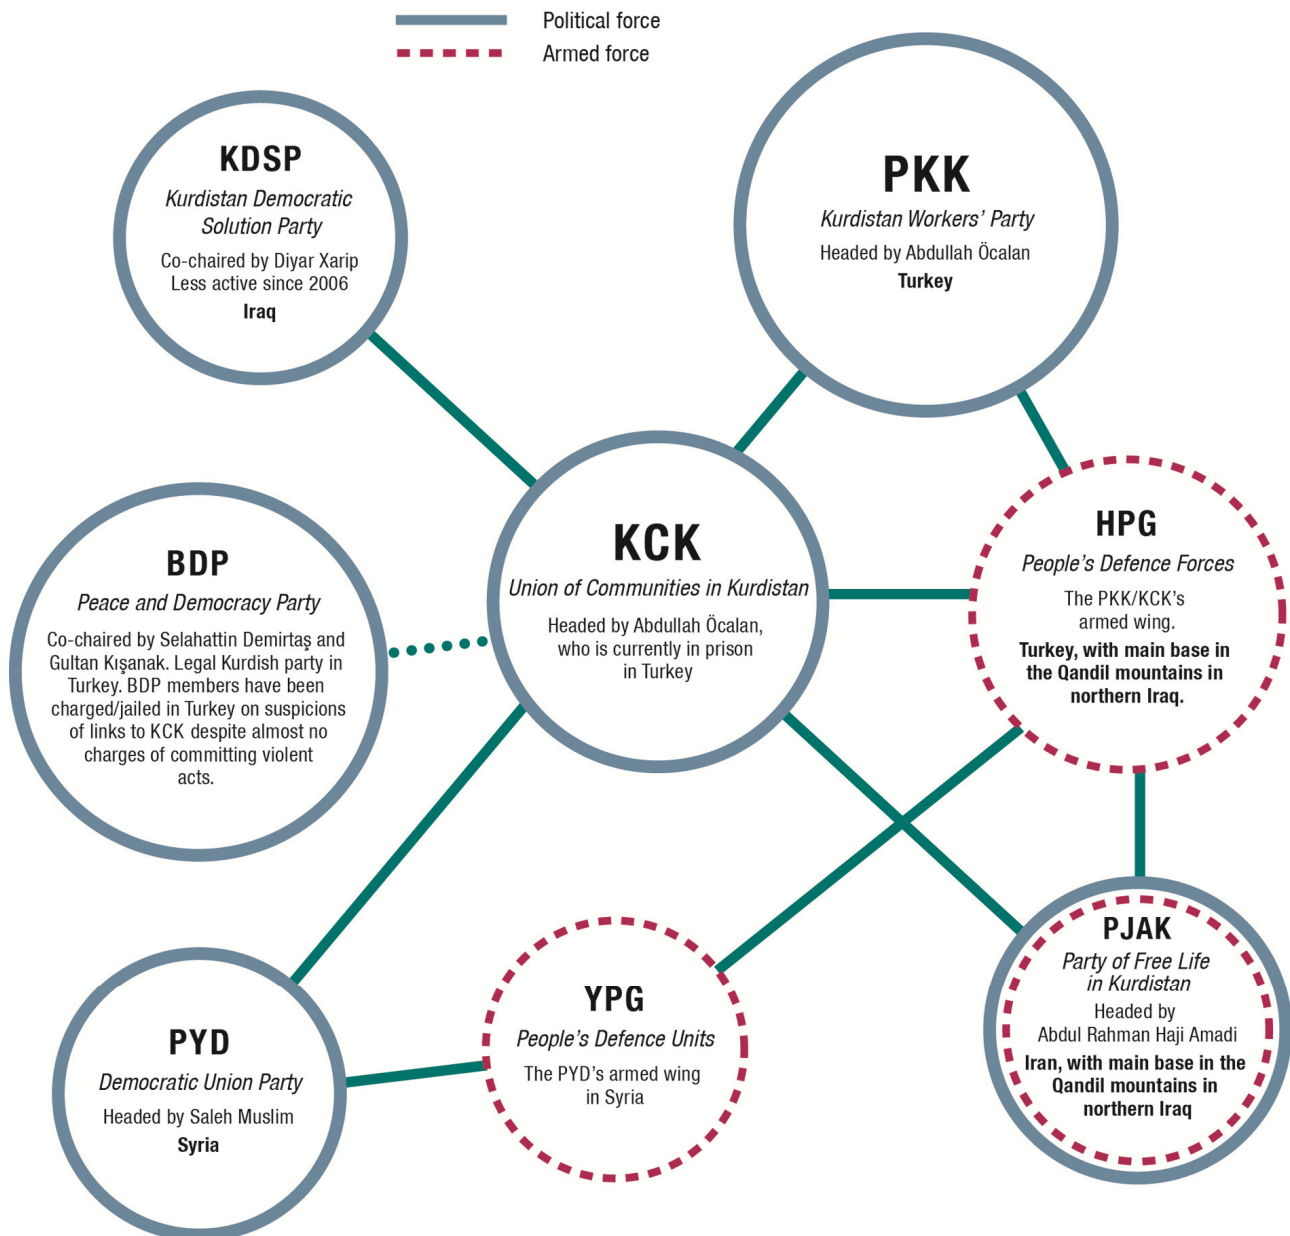 Political force
Armed force
KDSP
Kurdistan Democratic
Solution Party
Co-chaired by Diyar Xarip
Less active since 2006
Iraq
PKK
Kurdistan Workers' Party
Headed by Abdullah Öcalan
Turkey
KCK
Union of Communities in Kurdistan
Headed by Abdullah Öcalan,
who is currently in prison
in Turkey
HPG
People's Defence Forces
The PKK/KCK's
armed wing.
Turkey, with main base in
the Qandil mountains in
northern Iraq.
BDP
Peace and Democracy Party
Co-chaired by Selahattin Demirtaş and
Gultan Kışanak. Legal Kurdish party in
Turkey. BDP members have been
charged/jailed in Turkey on suspicions
of links to KCK despite almost no
charges of committing violent
acts.
PYD
Democratic Union Party
Headed by Saleh Muslim
Syria
YPG
People's Defence Units
The PYD's armed wing
in Syria
PJAK
Party of Free Life
in Kurdistan
Headed by
Abdul Rahman Haji Amadi
Iran, with main base in the
Qandil mountains in
northern Iraq